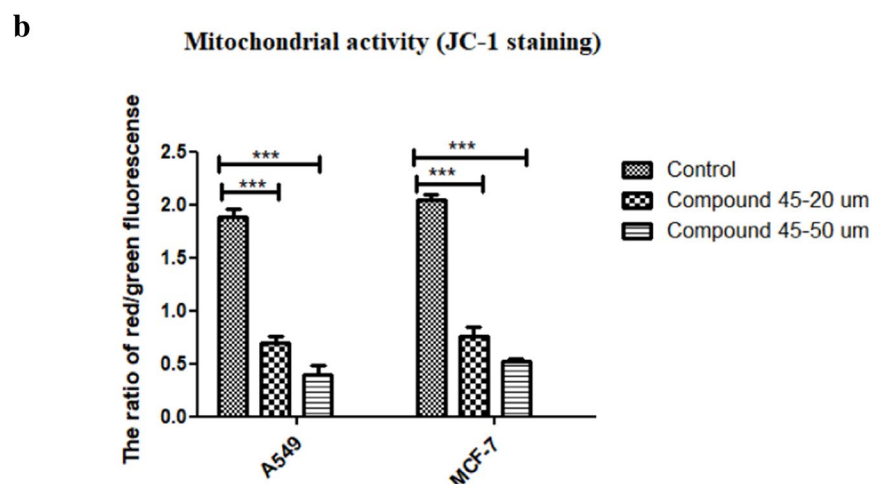 b
Mitochondrial activity (JC-1 staining)
The ratio of red/green fluorescense
2.5
2.0
1.5
1.0
0.5
0.0
***
***
***
***
A549
MCF-7
Control
Compound 45-20 um
Compound 45-50 um